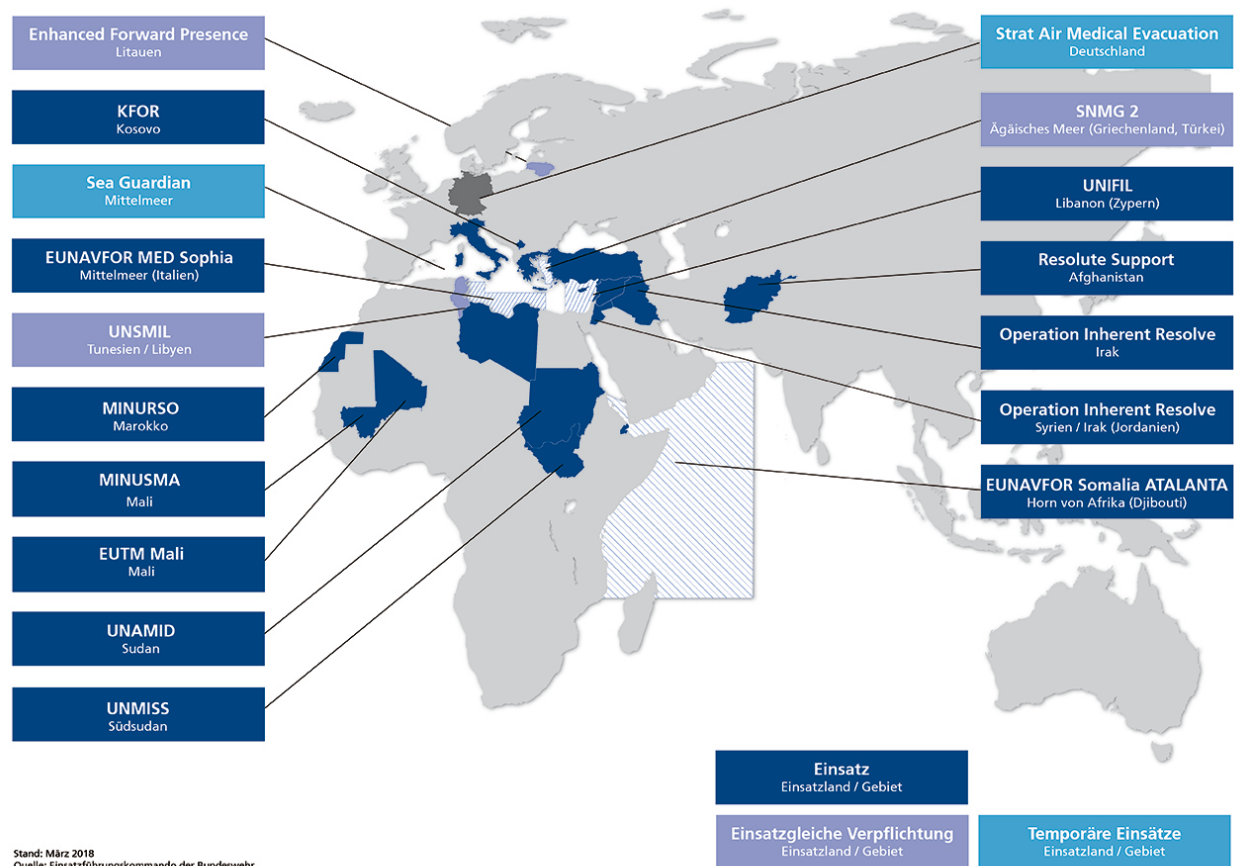 Enhanced Forward Presence
Litauen
KFOR
Kosovo
Sea Guardian
Mittelmeer
EUNAVFOR MED Sophia
Mittelmeer (Italien)
UNSMIL
Tunesien / Libyen
MINURSO
Marokko
MINUSMA
Mali
EUTM Mali
Mali
UNAMID
Sudan
UNMISS
Südsudan
Strat Air Medical Evacuation
Deutschland
SNMG 2
Ägäisches Meer (Griechenland, Türkei)
UNIFIL
Libanon (Zypern)
Resolute Support
Afghanistan
Operation Inherent Resolve
Irak
Operation Inherent Resolve
Syrien / Irak (Jordanien)
EUNAVFOR Somalia ATALANTA
Horn von Afrika (Djibouti)
Einsatz
Einsatzland / Gebiet
Einsatzgleiche Verpflichtung
Einsatzland / Gebiet
Temporäre Einsätze
Einsatzland / Gebiet
Stand: März 2018
Quelle: Einsatzführungskommando der Bundeswehr